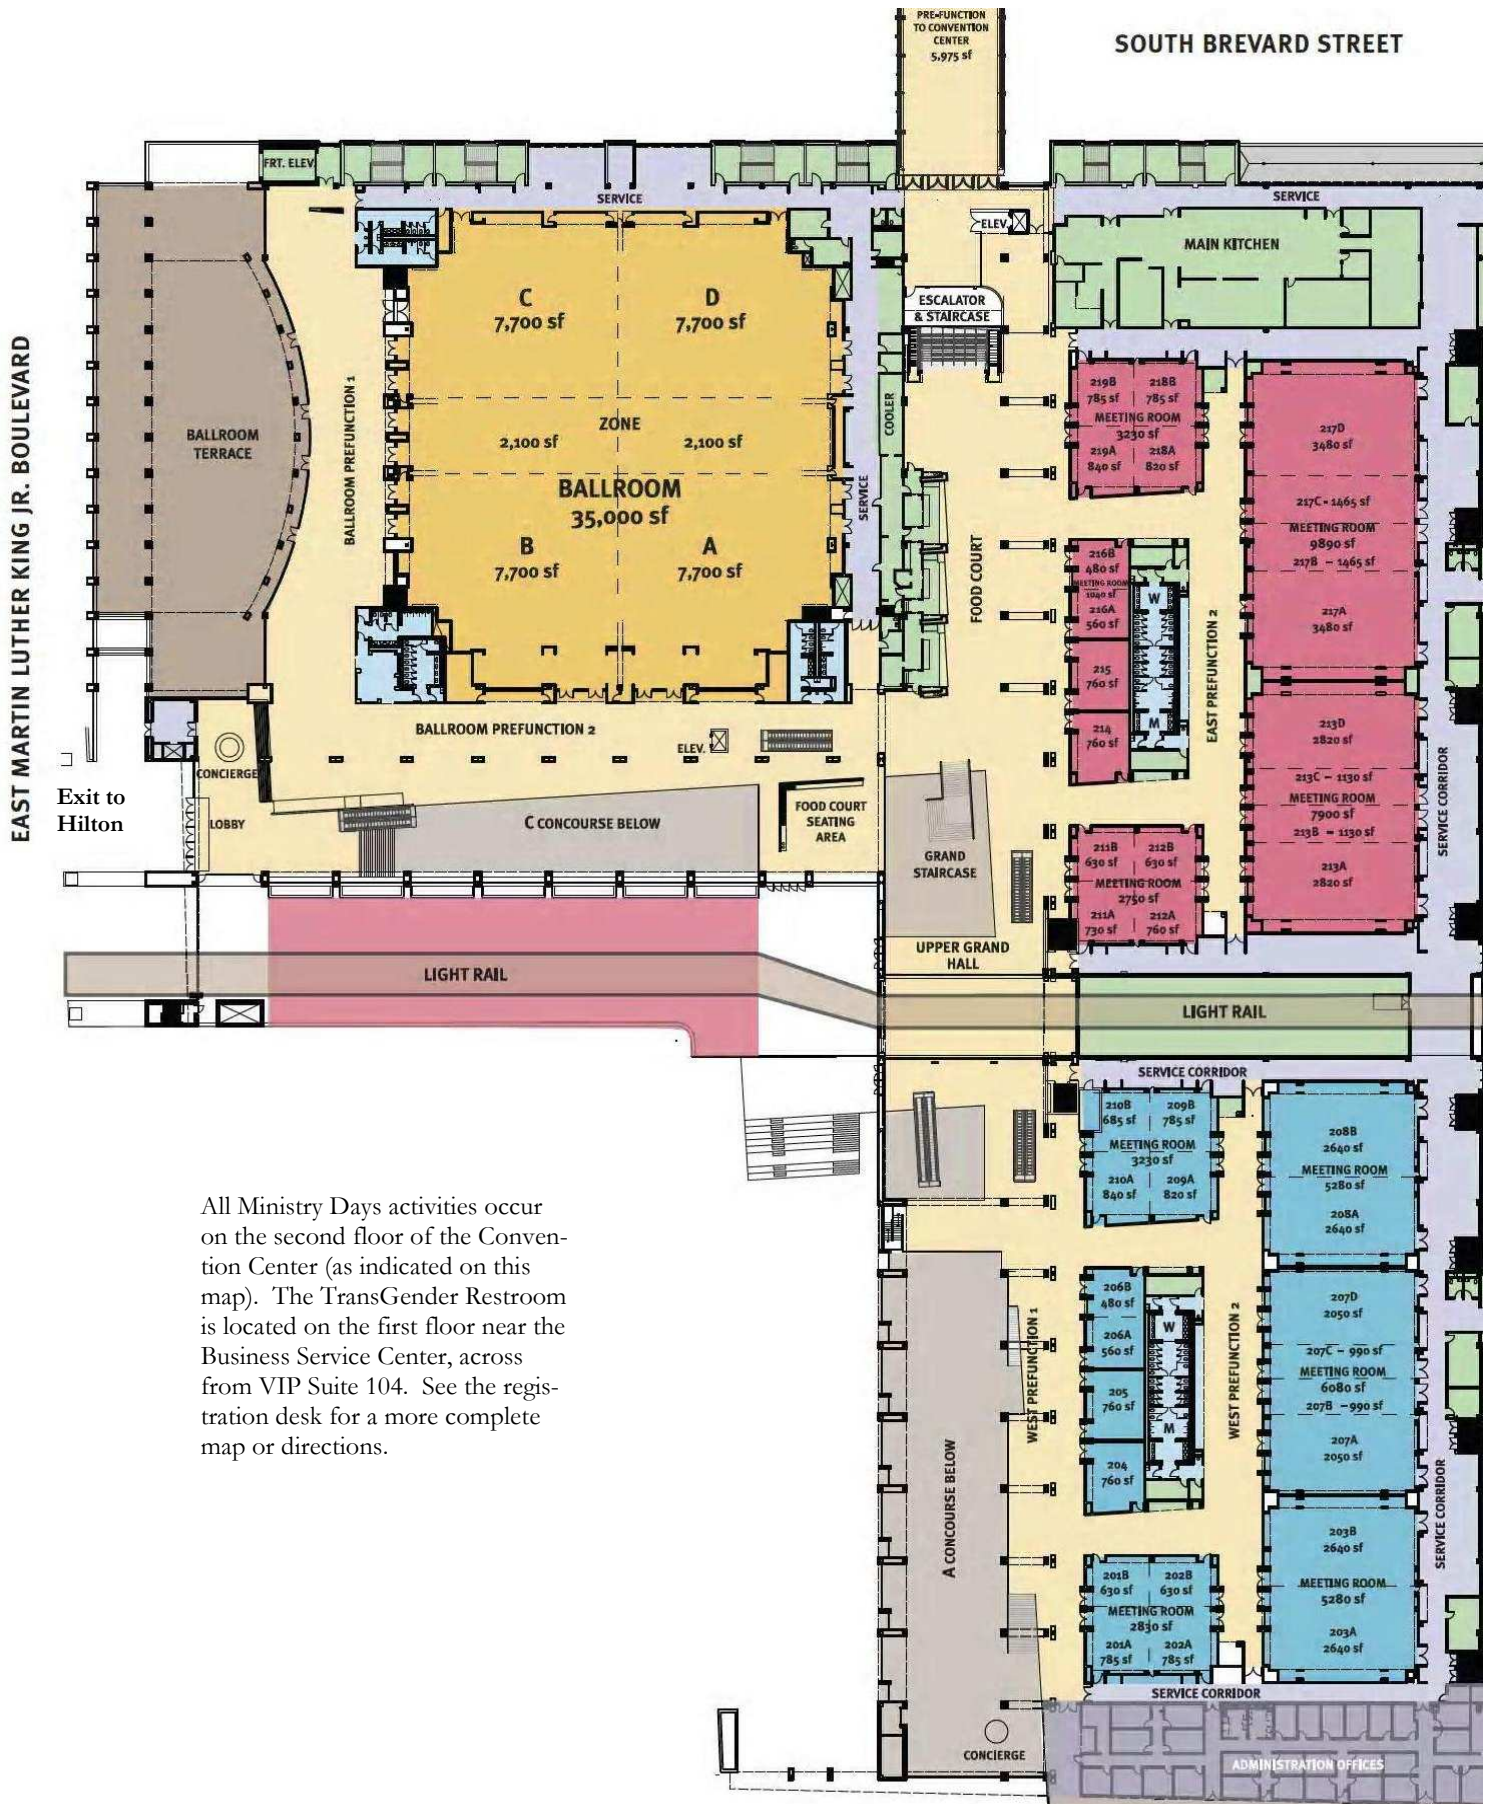 PRE-FUNCTION
TO CONVENTION
CENTER
5,975 sf
SOUTH BREVARD STREET
FRT. ELEV.
SERVICE
SERVICE
ELEV.
MAIN KITCHEN
ESCALATOR
& STAIRCASE
EAST MARTIN LUTHER KING JR. BOULEVARD
BALLROOM
TERRACE
BALLROOM PREFUNCTION 1
C
7,700 sf
D
7,700 sf
ZONE
2,100 sf
2,100 sf
BALLROOM
35,000 sf
B
7,700 sf
A
7,700 sf
COOLER
SERVICE
FOOD COURT
219B
785 sf
218B
785 sf
MEETING ROOM
3230 sf
219A
840 sf
218A
820 sf
217D
3480 sf
217C - 1465 sf
MEETING ROOM
9890 sf
217B – 1465 sf
217A
3480 sf
216B
480 sf
MEETING ROOM
1040 sf
216A
560 sf
W
215
760 sf
214
760 sf
M
EAST PREFUNCTION 2
213D
2820 sf
213C – 1130 sf
MEETING ROOM
7900 sf
213B – 1130 sf
213A
2820 sf
SERVICE CORRIDOR
BALLROOM PREFUNCTION 2
ELEV.
CONCIERGE
Exit to
Hilton
LOBBY
C CONCOURSE BELOW
FOOD COURT
SEATING
AREA
GRAND
STAIRCASE
211B
630 sf
212B
630 sf
MEETING ROOM
2750 sf
211A
730 sf
212A
760 sf
UPPER GRAND
HALL
LIGHT RAIL
LIGHT RAIL
SERVICE CORRIDOR
210B
685 sf
209B
785 sf
MEETING ROOM
3230 sf
210A
840 sf
209A
820 sf
208B
2640 sf
MEETING ROOM
5280 sf
208A
2640 sf
All Ministry Days activities occur
on the second floor of the Conven-
tion Center (as indicated on this
map). The TransGender Restroom
is located on the first floor near the
Business Service Center, across
from VIP Suite 104. See the regis-
tration desk for a more complete
map or directions.
WEST PREFUNCTION 1
206B
480 sf
206A
560 sf
W
205
760 sf
M
204
760 sf
WEST PREFUNCTION 2
207D
2050 sf
207C – 990 sf
MEETING ROOM
6080 sf
207B – 990 sf
207A
2050 sf
A CONCOURSE BELOW
SERVICE CORRIDOR
203B
2640 sf
MEETING ROOM
5280 sf
203A
2640 sf
201B
630 sf
202B
630 sf
MEETING ROOM
2830 sf
201A
785 sf
202A
785 sf
SERVICE CORRIDOR
CONCIERGE
ADMINISTRATION OFFICES